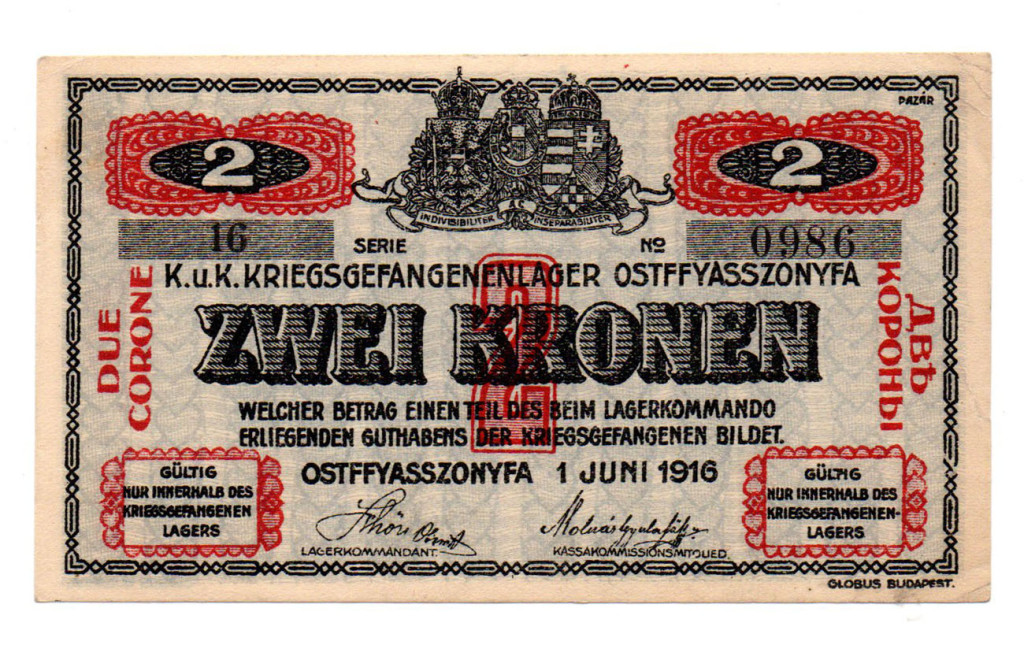 PAZÁR
2
2
INDIVISIBILITER AC INSEPARABILITER
16 SERIE No 0986
K.u.K. KRIEGSGEFANGENENLAGER OSTFFYASSZONYFA
DUE
CORONE
ZWEI KRONEN
2
ДВѢ
КОРОНЫ
WELCHER BETRAG EINEN TEIL DES BEIM LAGERKOMMANDO
ERLIEGENDEN GUTHABENS DER KRIEGSGEFANGENEN BILDET.
OSTFFYASSZONYFA 1 JUNI 1916
GÜLTIG
NUR INNERHALB DES
KRIEGSGEFANGENEN
LAGERS
GÜLTIG
NUR INNERHALB DES
KRIEGSGEFANGENEN-
LAGERS
LAGERKOMMANDANT.
KASSAKOMMISSIONSMITGLIED.
GLOBUS BUDAPEST.